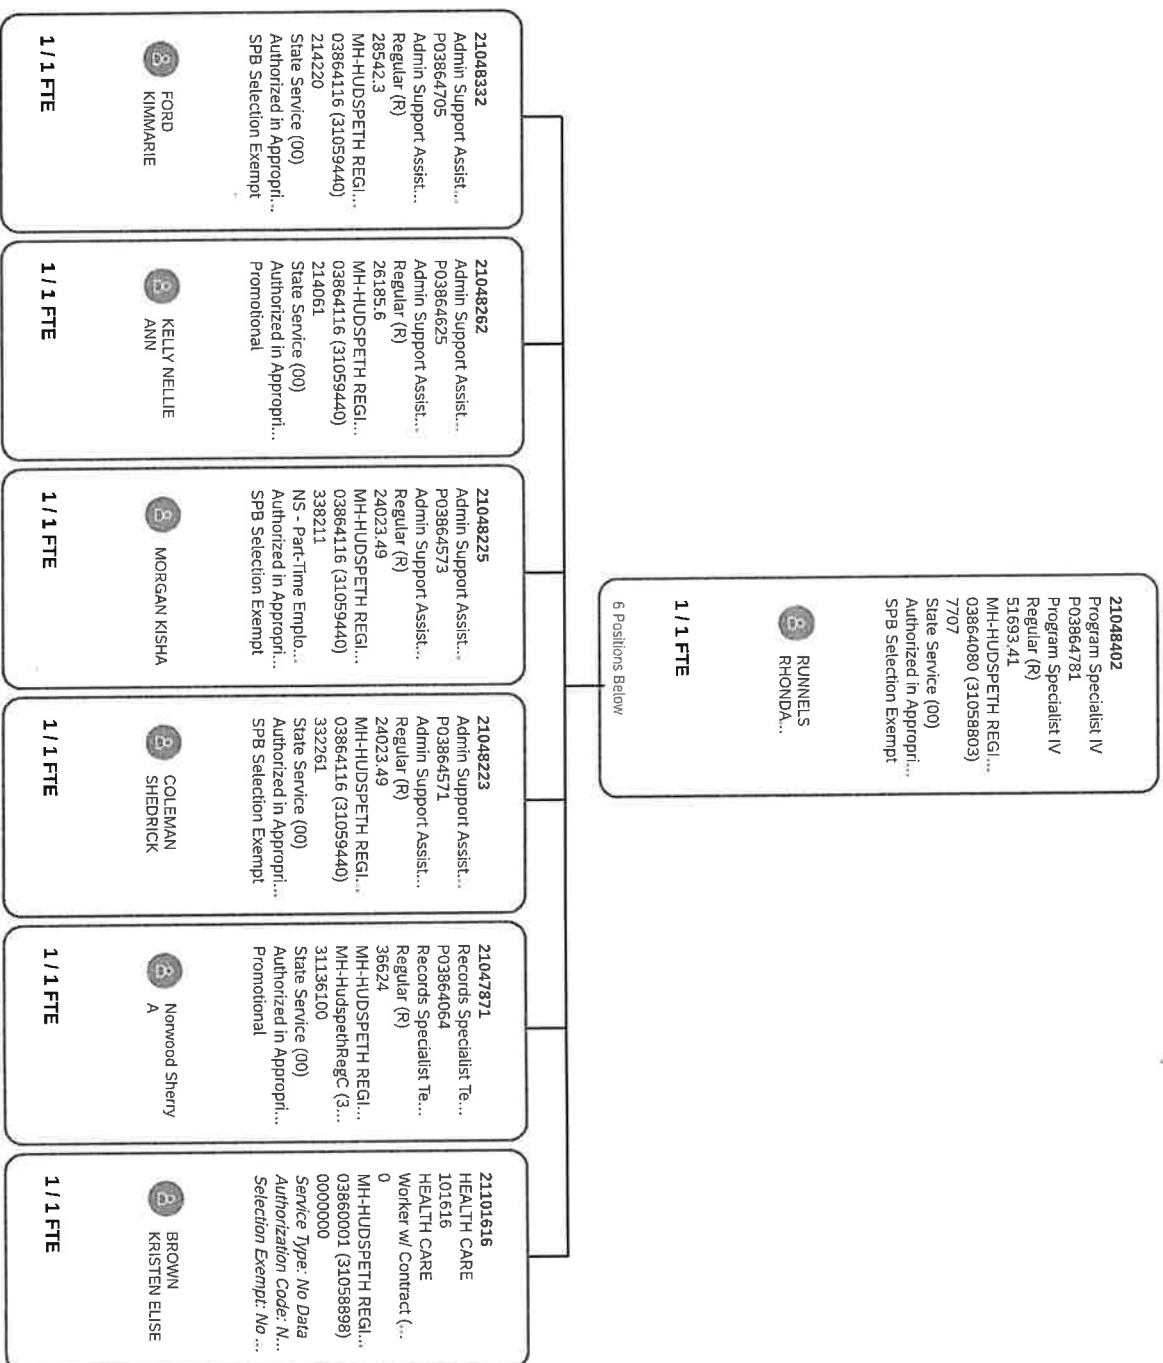 21048402
Program Specialist IV
P03864781
Program Specialist IV
Regular (R)
51693.41
MH-HUDSPETH REGI...
03864080 (31058803)
7707
State Service (00)
Authorized in Appropri...
SPB Selection Exempt
RUNNELS
RHONDA...
1 / 1 FTE
6 Positions Below
21048332
Admin Support Assist...
P03864705
Admin Support Assist...
Regular (R)
28542.3
MH-HUDSPETH REGI...
03864116 (31059440)
214220
State Service (00)
Authorized in Appropri...
SPB Selection Exempt
FORD
KIMMARIE
1 / 1 FTE
21048262
Admin Support Assist...
P03864625
Admin Support Assist...
Regular (R)
26185.6
MH-HUDSPETH REGI...
03864116 (31059440)
214061
State Service (00)
Authorized in Appropri...
Promotional
KELLY NELLIE
ANN
1 / 1 FTE
21048225
Admin Support Assist...
P03864573
Admin Support Assist...
Regular (R)
24023.49
MH-HUDSPETH REGI...
03864116 (31059440)
338211
NS - Part-Time Emplo...
Authorized in Appropri...
SPB Selection Exempt
MORGAN KISHA
1 / 1 FTE
21048223
Admin Support Assist...
P03864571
Admin Support Assist...
Regular (R)
24023.49
MH-HUDSPETH REGI...
03864116 (31059440)
332261
State Service (00)
Authorized in Appropri...
SPB Selection Exempt
COLEMAN
SHEDRICK
1 / 1 FTE
21047871
Records Specialist Te...
P03864064
Records Specialist Te...
Regular (R)
36624
MH-HUDSPETH REGI...
MH-HudspethRegC (3...
31136100
State Service (00)
Authorized in Appropri...
Promotional
Norwood Sherry
A
1 / 1 FTE
21101616
HEALTH CARE
101616
HEALTH CARE
Worker w/ Contract (...
0
MH-HUDSPETH REGI...
03860001 (31058898)
0000000
Service Type: No Data
Authorization Code: N...
Selection Exempt: No ...
BROWN
KRISTEN ELISE
1 / 1 FTE